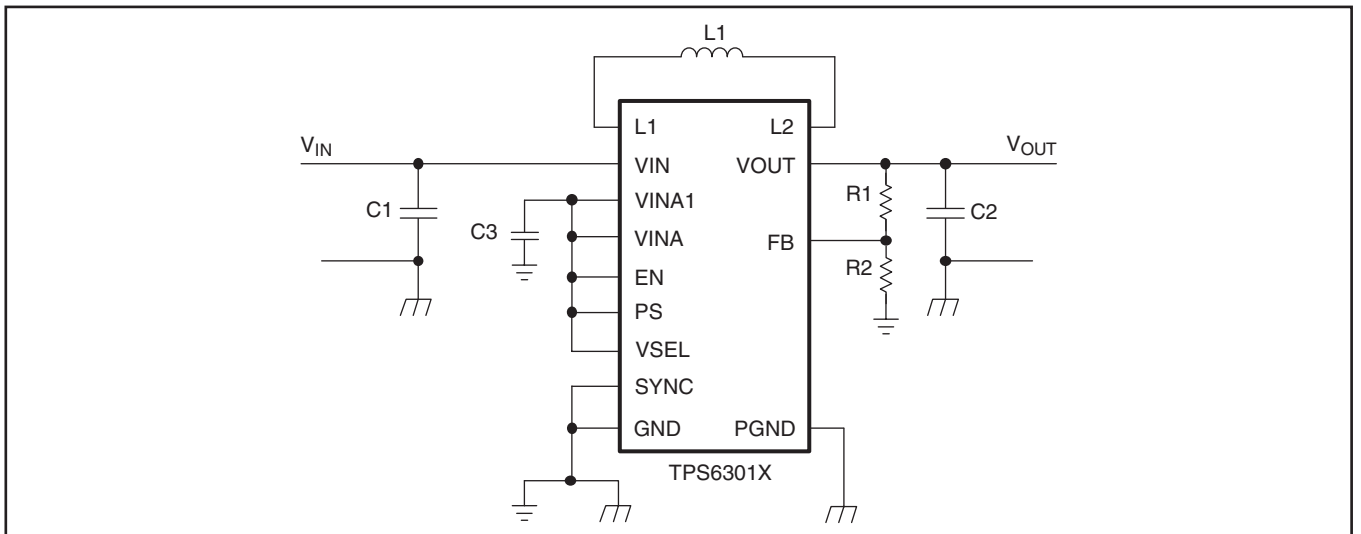 L1
L1
L2
VIN
VIN
VOUT
VOUT
VINA1
R1
C1
C2
C3
VINA
FB
R2
EN
PS
VSEL
SYNC
GND
PGND
TPS6301X